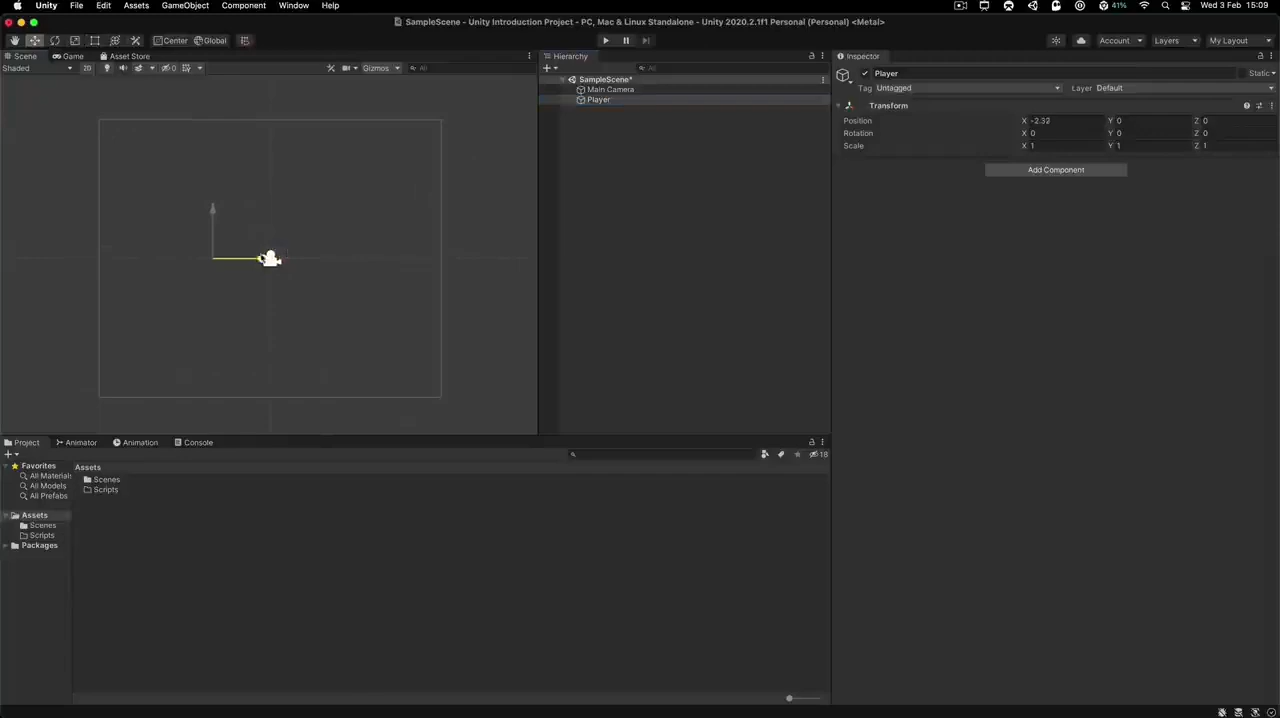 Unity File Edit Assets GameObject Component Window Help 41% Wed 3 Feb 15:09
SampleScene - Unity Introduction Project - PC, Mac & Linux Standalone - Unity 2020.2.1f1 Personal (Personal) <Metal>
Center Global Account Layers My Layout
Scene Game Asset Store Hierarchy Inspector
Shaded 2D 0 Gizmos All All
Player Static
SampleScene*
Main Camera
Player
Tag Untagged Layer Default
Transform
Position X -2.32 Y 0 Z 0
Rotation X 0 Y 0 Z 0
Scale X 1 Y 1 Z 1
Add Component
Project Animator Animation Console
18
Favorites
All Materials
All Models
All Prefabs
Assets
Scenes
Scripts
Packages
Assets
Scenes
Scripts